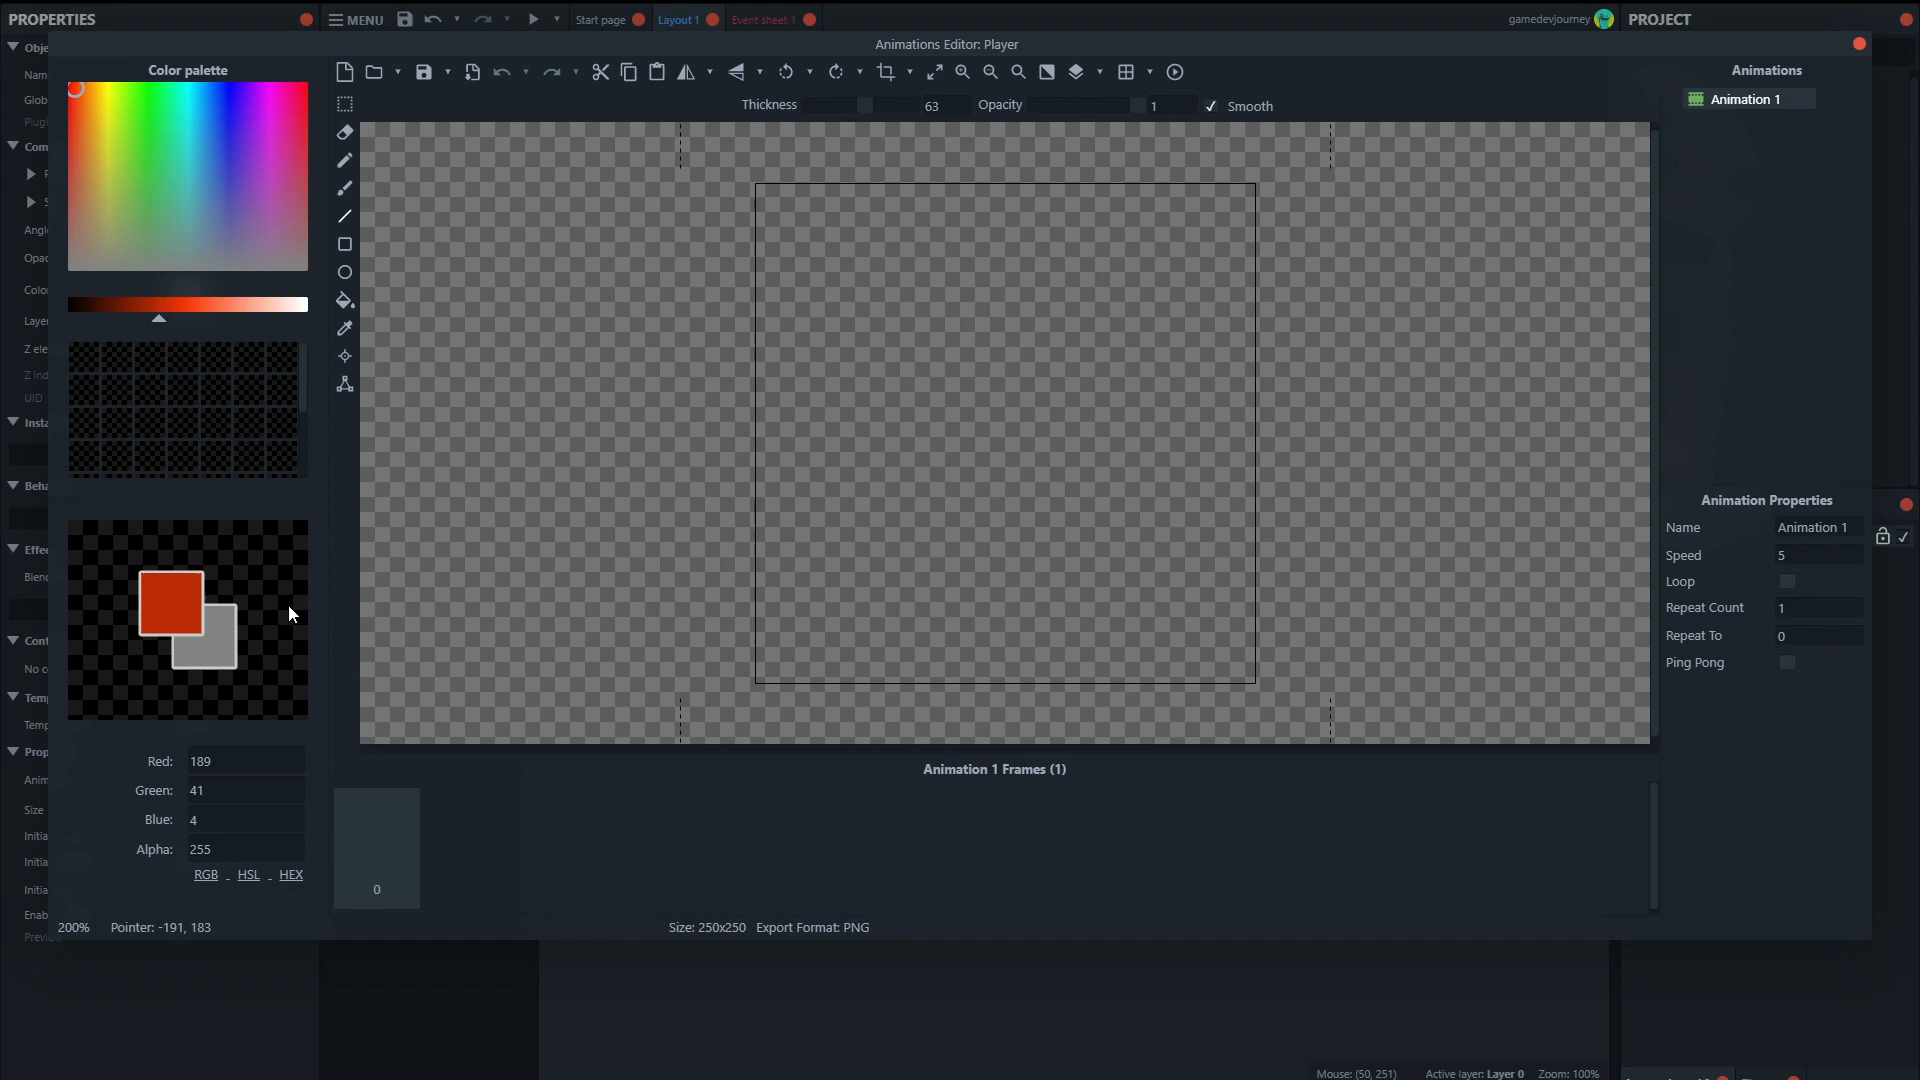 PROPERTIES
MENU
Start page
Layout 1
Event sheet 1
gamedevjourney
PROJECT
Animations Editor: Player
Color palette
Animations
Animation 1
Thickness 63 Opacity 1 Smooth
Animation Properties
Name Animation 1
Speed 5
Loop
Repeat Count 1
Repeat To 0
Ping Pong
Animation 1 Frames (1)
Red: 189
Green: 41
Blue: 4
Alpha: 255
RGB - HSL - HEX
0
200% Pointer: -191, 183
Size: 250x250 Export Format: PNG
UID
Size
Mouse: (50, 251) Active layer: Layer 0 Zoom: 100%